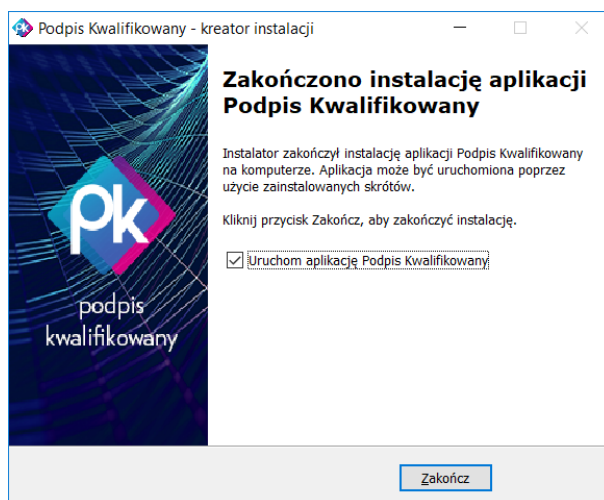 Podpis Kwalifikowany - kreator instalacji
Zakończono instalację aplikacji
Podpis Kwalifikowany
Instalator zakończył instalację aplikacji Podpis Kwalifikowany
na komputerze. Aplikacja może być uruchomiona poprzez
użycie zainstalowanych skrótów.
Kliknij przycisk Zakończ, aby zakończyć instalację.
Uruchom aplikację Podpis Kwalifikowany
pk
podpis
kwalifikowany
Zakończ